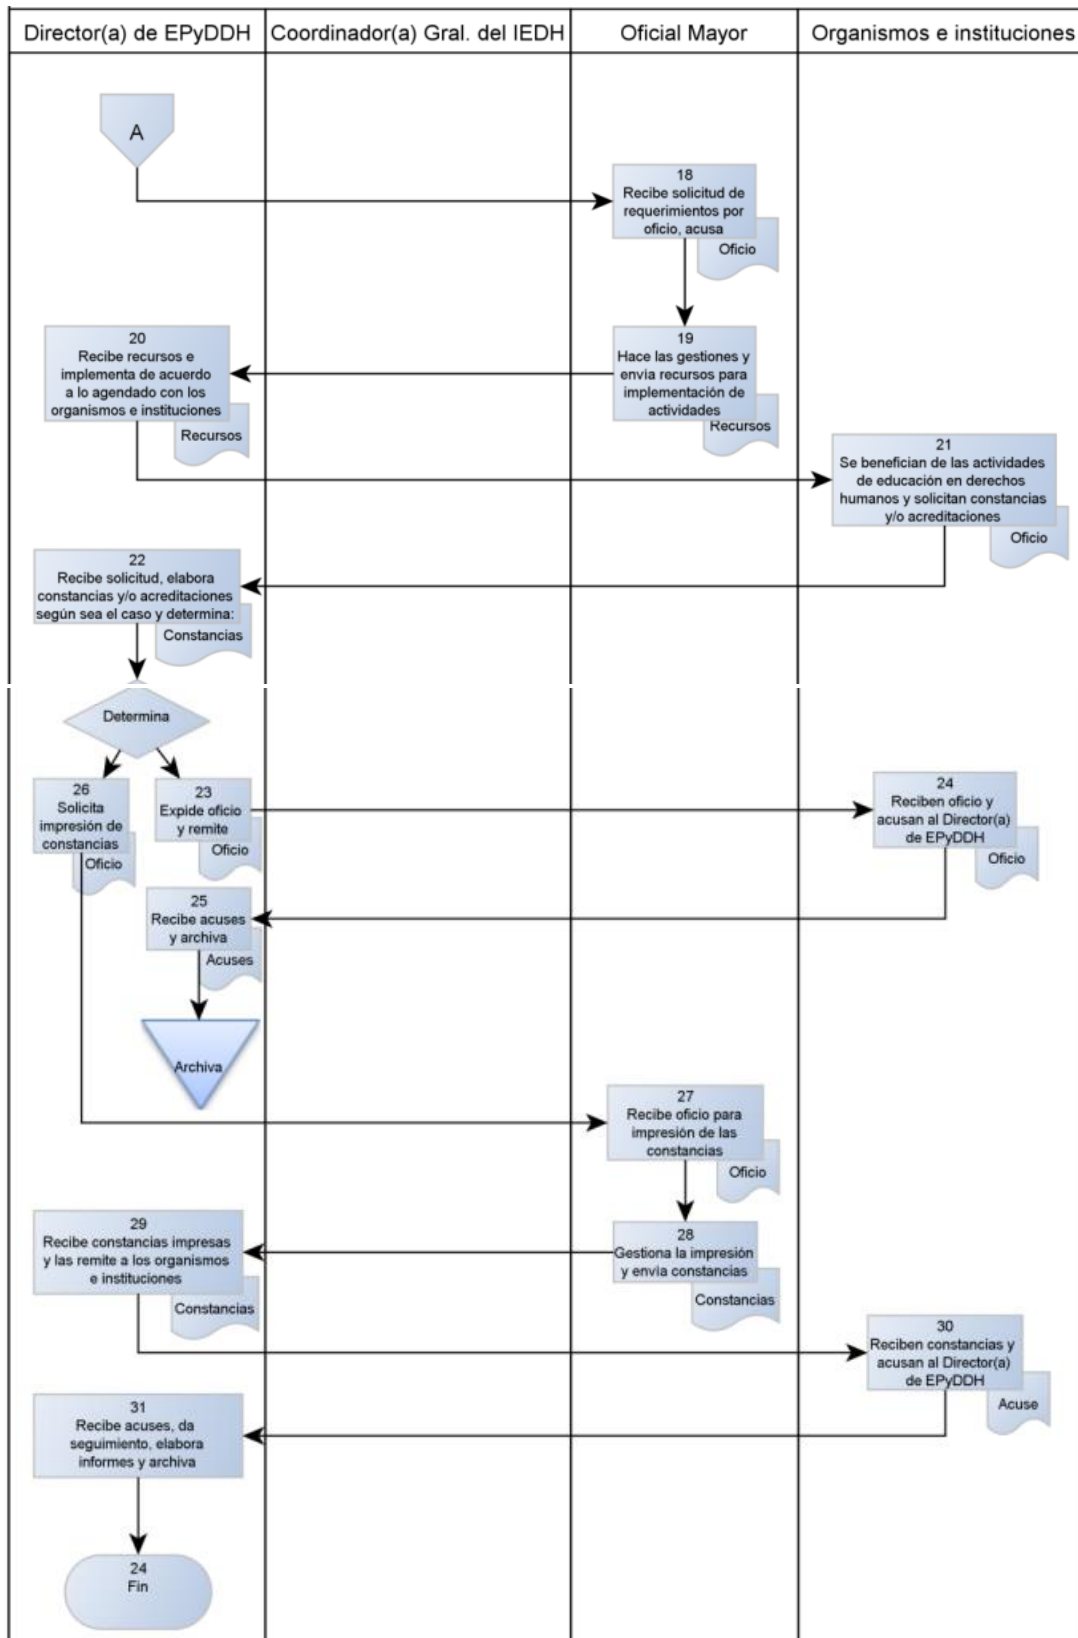 Director(a) de EPyDDH
Coordinador(a) Gral. del IEDH
Oficial Mayor
Organismos e instituciones
A
18
Recibe solicitud de
requerimientos por
oficio, acusa
Oficio
19
Hace las gestiones y
envía recursos para
implementación de
actividades
Recursos
20
Recibe recursos e
implementa de acuerdo
a lo agendado con los
organismos e instituciones
Recursos
21
Se benefician de las actividades
de educación en derechos
humanos y solicitan constancias
y/o acreditaciones
Oficio
22
Recibe solicitud, elabora
constancias y/o acreditaciones
según sea el caso y determina:
Constancias
Determina
26
Solicita
impresión de
constancias
Oficio
23
Expide oficio
y remite
Oficio
24
Reciben oficio y
acusan al Director(a)
de EPyDDH
Oficio
25
Recibe acuses
y archiva
Acuses
Archiva
27
Recibe oficio para
impresión de las
constancias
Oficio
28
Gestiona la impresión
y envia constancias
Constancias
29
Recibe constancias impresas
y las remite a los organismos
e instituciones
Constancias
30
Reciben constancias y
acusan al Director(a)
de EPyDDH
Acuse
31
Recibe acuses, da
seguimiento, elabora
informes y archiva
24
Fin